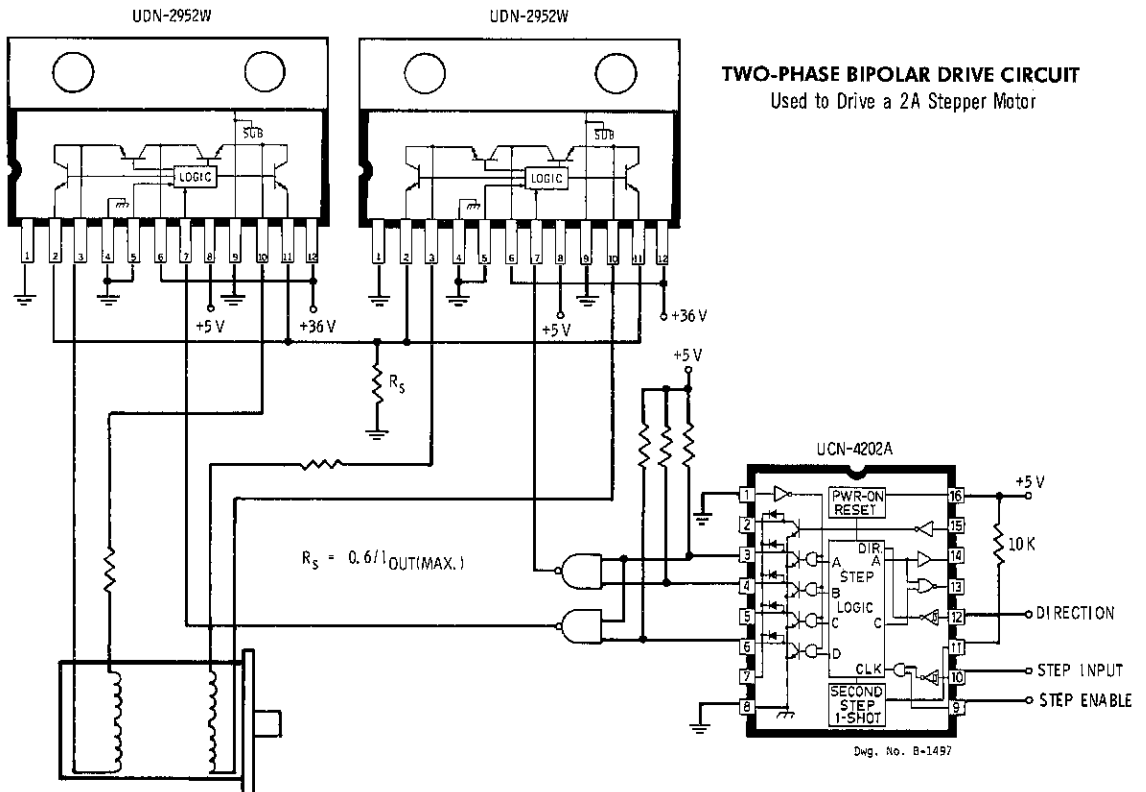 UDN-2952W
UDN-2952W
TWO-PHASE BIPOLAR DRIVE CIRCUIT
Used to Drive a 2A Stepper Motor
SUB
LOGIC
1 2 3 4 5 6 7 8 9 10 11 12
SUB
LOGIC
1 2 3 4 5 6 7 8 9 10 11 12
+5 V
+36 V
+5 V
+36 V
RS
+5 V
RS = 0.6/IOUT(MAX.)
UCN-4202A
1
2
3
4
5
6
7
8
PWR-ON
RESET
DIR.
A
A
STEP
B
LOGIC
C
C
D
CLK
SECOND
STEP
1-SHOT
16
15
14
13
12
11
10
9
+5 V
10 K
DIRECTION
STEP INPUT
STEP ENABLE
Dwg. No. B-1497